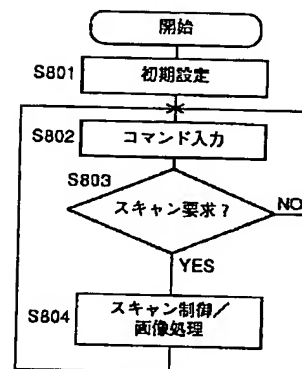 開始
S801
初期設定
S802
コマンド入力
S803
スキャン要求？
NO
YES
S804
スキャン制御／
画像処理